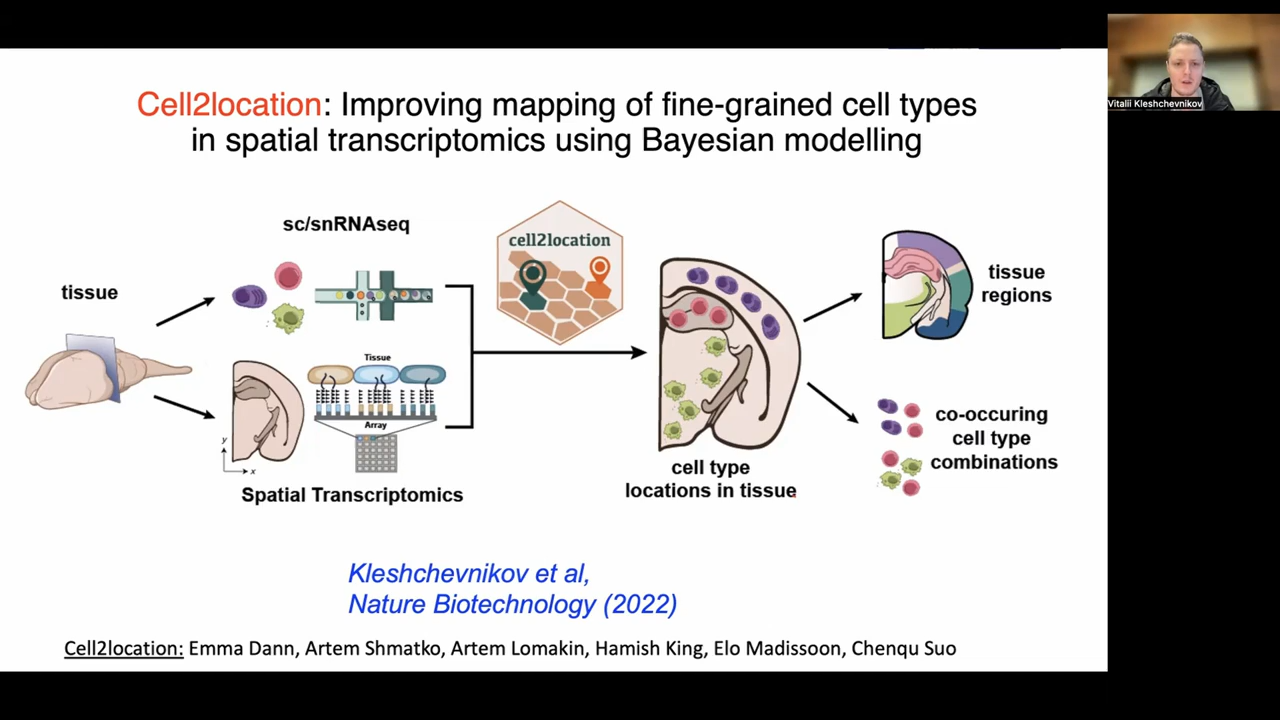 Cell2location: Improving mapping of fine-grained cell types
in spatial transcriptomics using Bayesian modelling
sc/snRNAseq
tissue
cell2location
Tissue
Array
y
x
Spatial Transcriptomics
cell type
locations in tissue
tissue
regions
co-occuring
cell type
combinations
Kleshchevnikov et al,
Nature Biotechnology (2022)
Cell2location: Emma Dann, Artem Shmatko, Artem Lomakin, Hamish King, Elo Madissoon, Chenqu Suo
Vitalii Kleshchevnikov